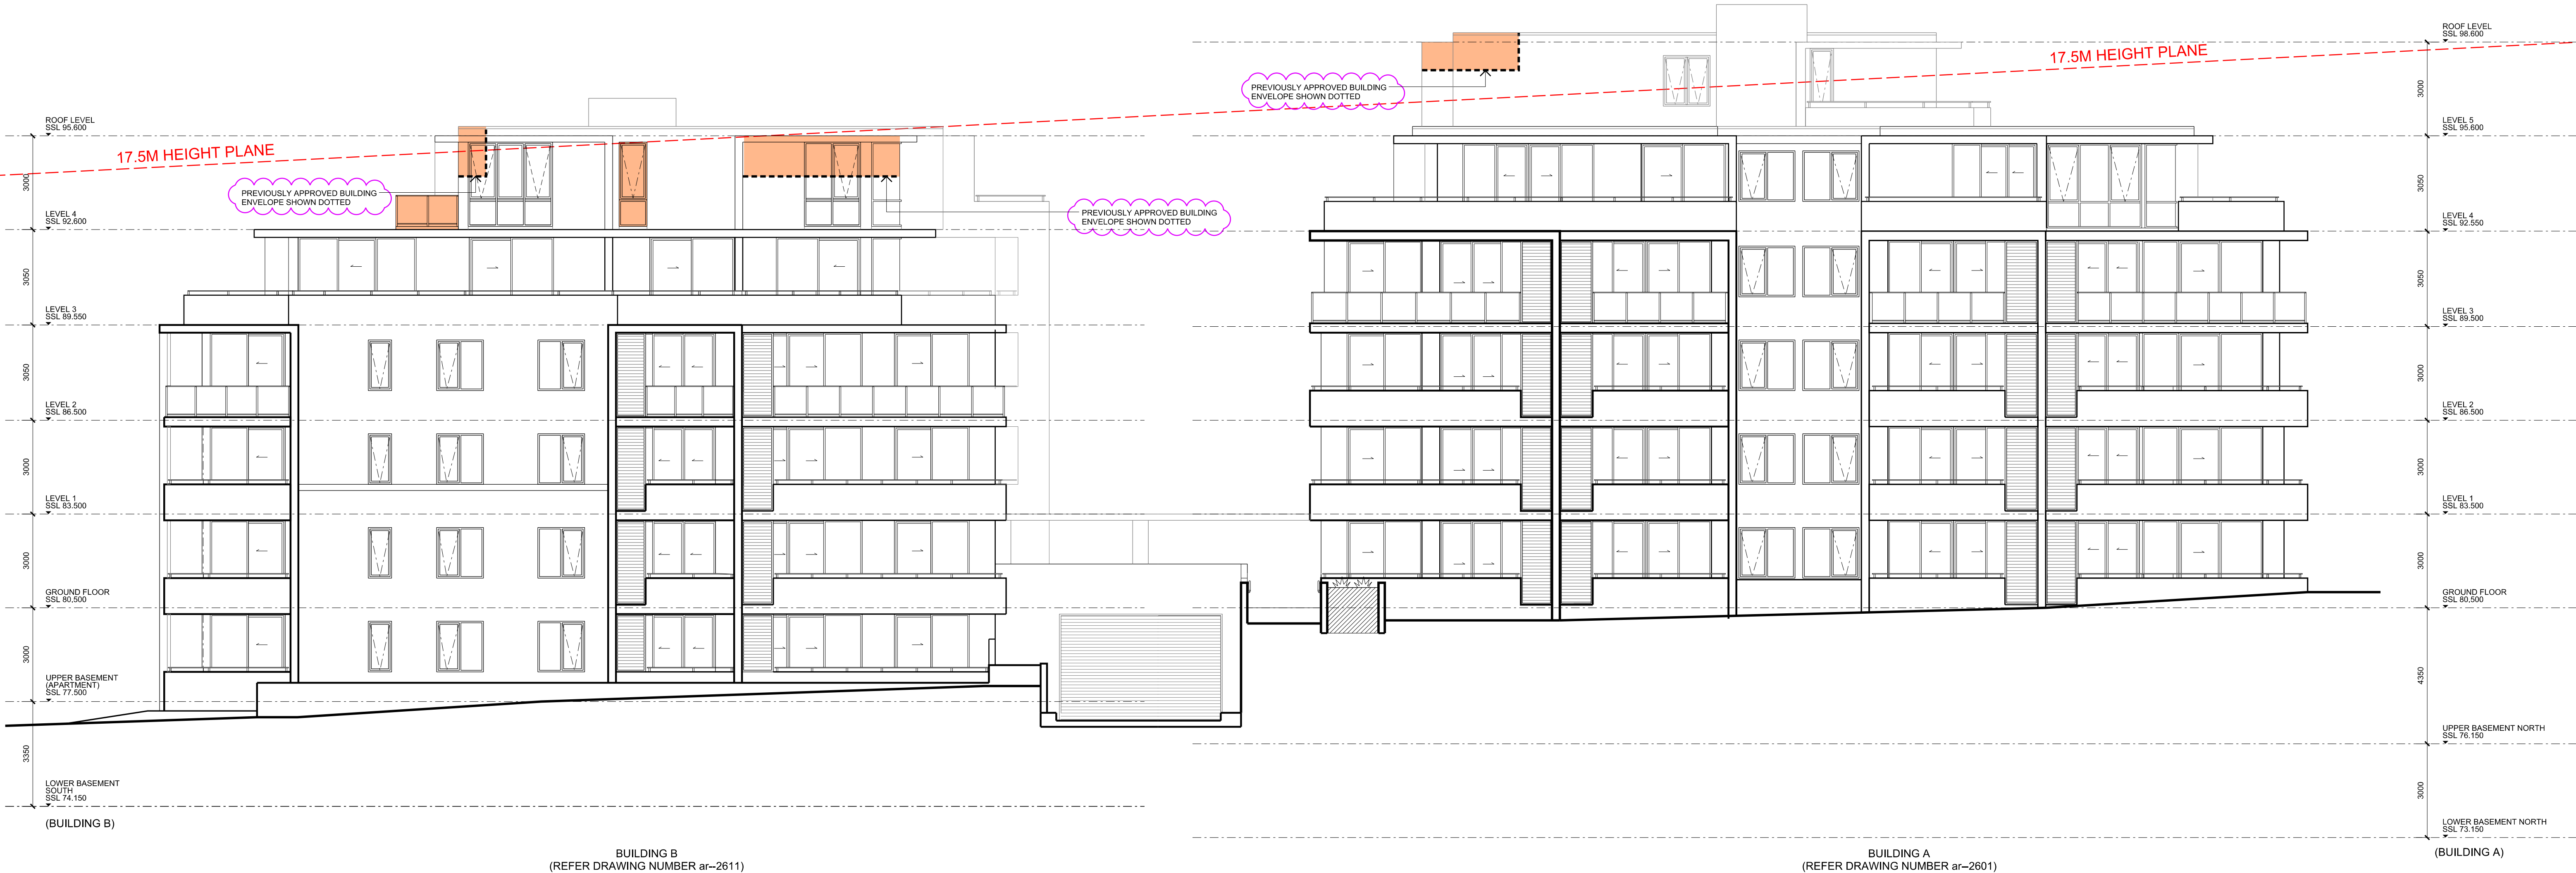 17.5M HEIGHT PLANE
ROOF LEVEL
SSL 95.600
3000
PREVIOUSLY APPROVED BUILDING
ENVELOPE SHOWN DOTTED
LEVEL 4
SSL 92.600
3050
LEVEL 3
SSL 89.550
3050
LEVEL 2
SSL 86.500
3000
LEVEL 1
SSL 83.500
3000
GROUND FLOOR
SSL 80,500
3000
UPPER BASEMENT
(APARTMENT)
SSL 77.500
3350
LOWER BASEMENT
SOUTH
SSL 74.150
(BUILDING B)
PREVIOUSLY APPROVED BUILDING
ENVELOPE SHOWN DOTTED
BUILDING B
(REFER DRAWING NUMBER ar--2611)
PREVIOUSLY APPROVED BUILDING
ENVELOPE SHOWN DOTTED
17.5M HEIGHT PLANE
ROOF LEVEL
SSL 98.600
3000
LEVEL 5
SSL 95.600
3050
LEVEL 4
SSL 92.550
3050
LEVEL 3
SSL 89.500
3000
LEVEL 2
SSL 86.500
3000
LEVEL 1
SSL 83.500
3000
GROUND FLOOR
SSL 80,500
4350
UPPER BASEMENT NORTH
SSL 76.150
3000
LOWER BASEMENT NORTH
SSL 73.150
(BUILDING A)
BUILDING A
(REFER DRAWING NUMBER ar--2601)